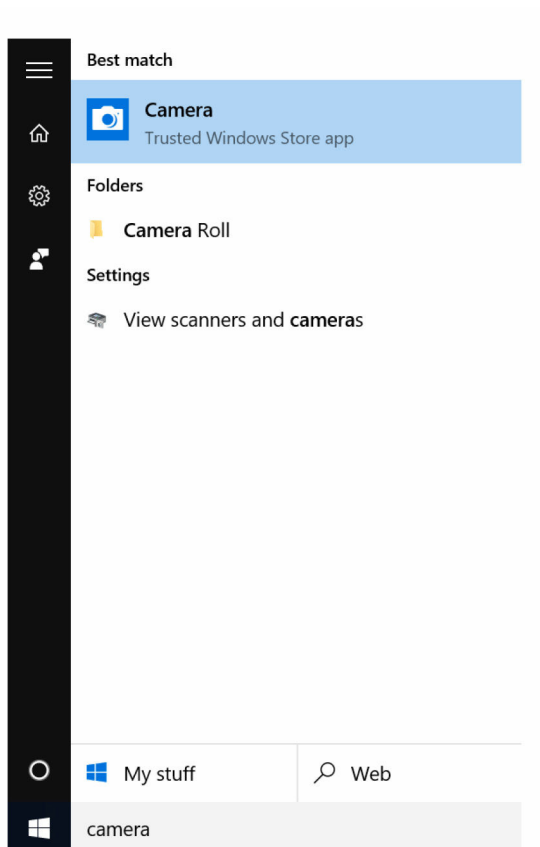 Best match
Camera
Trusted Windows Store app
Folders
Camera Roll
Settings
View scanners and cameras
My stuff
Web
camera